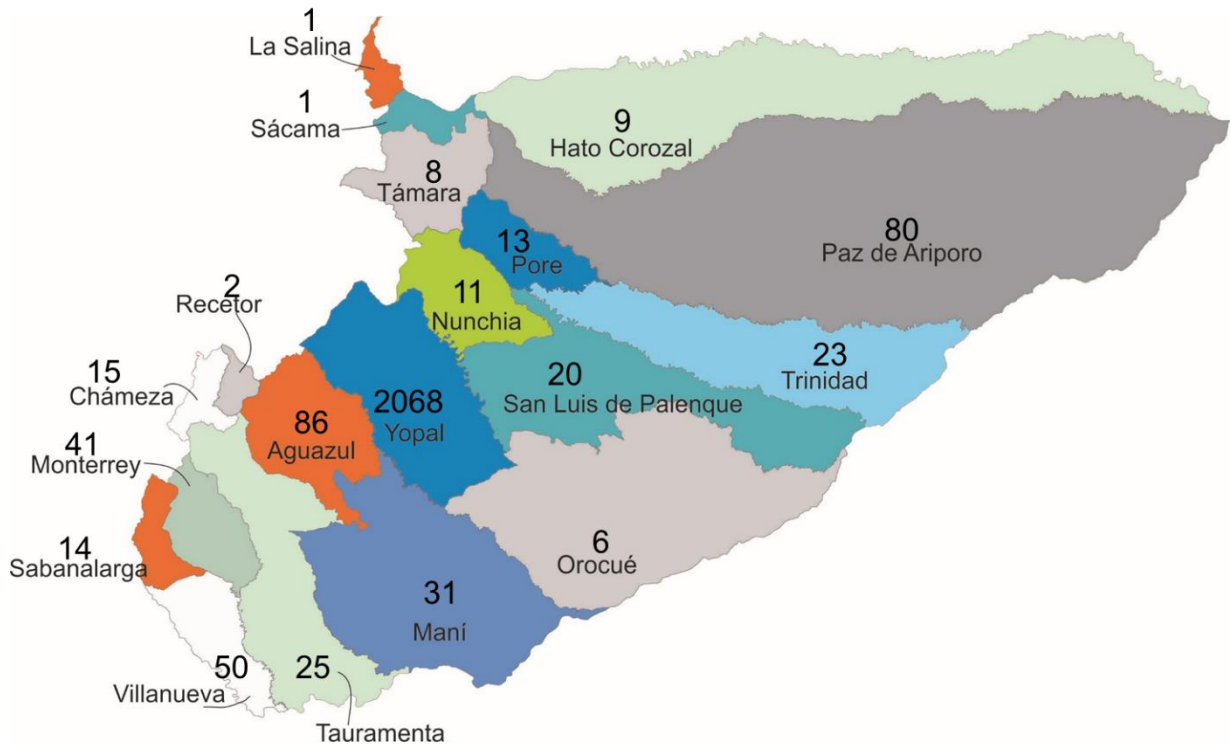 1
La Salina
1
Sácama
9
Hato Corozal
8
Támara
80
Paz de Ariporo
13
Pore
11
Nunchia
2
Recetor
23
Trinidad
20
San Luis de Palenque
15
Chámeza
2068
Yopal
86
Aguazul
41
Monterrey
6
Orocué
14
Sabanalarga
31
Maní
50
Villanueva
25
Tauramenta